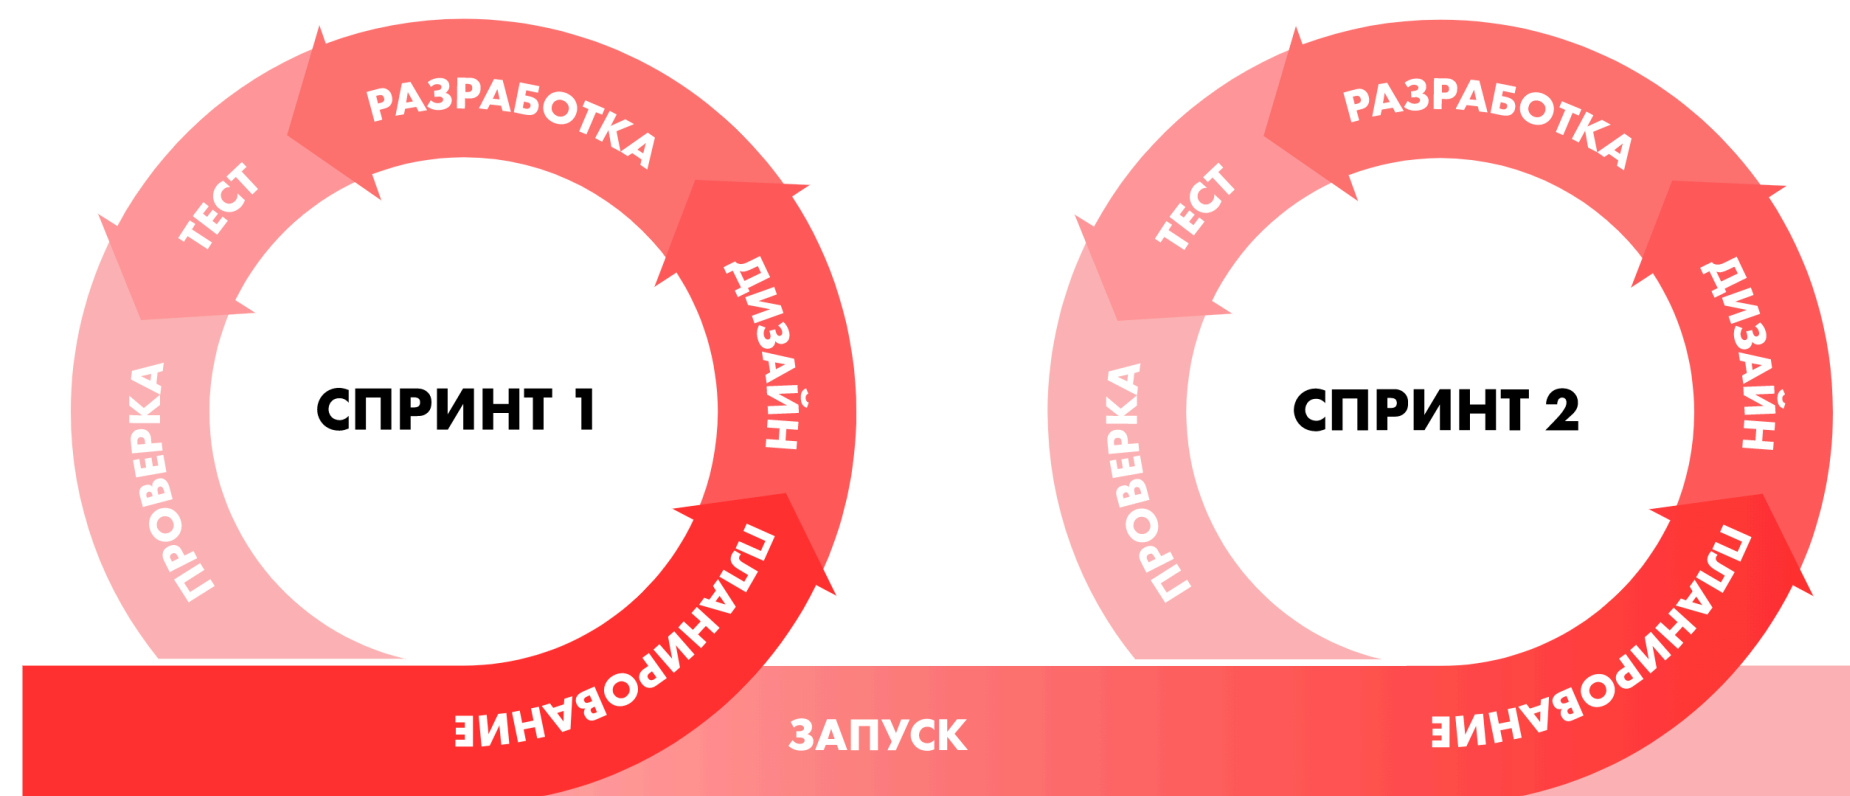 СПРИНТ 1
ПЛАНИРОВАНИЕ
ДИЗАЙН
РАЗРАБОТКА
ТЕСТ
ПРОВЕРКА
ЗАПУСК
СПРИНТ 2
ПЛАНИРОВАНИЕ
ДИЗАЙН
РАЗРАБОТКА
ТЕСТ
ПРОВЕРКА